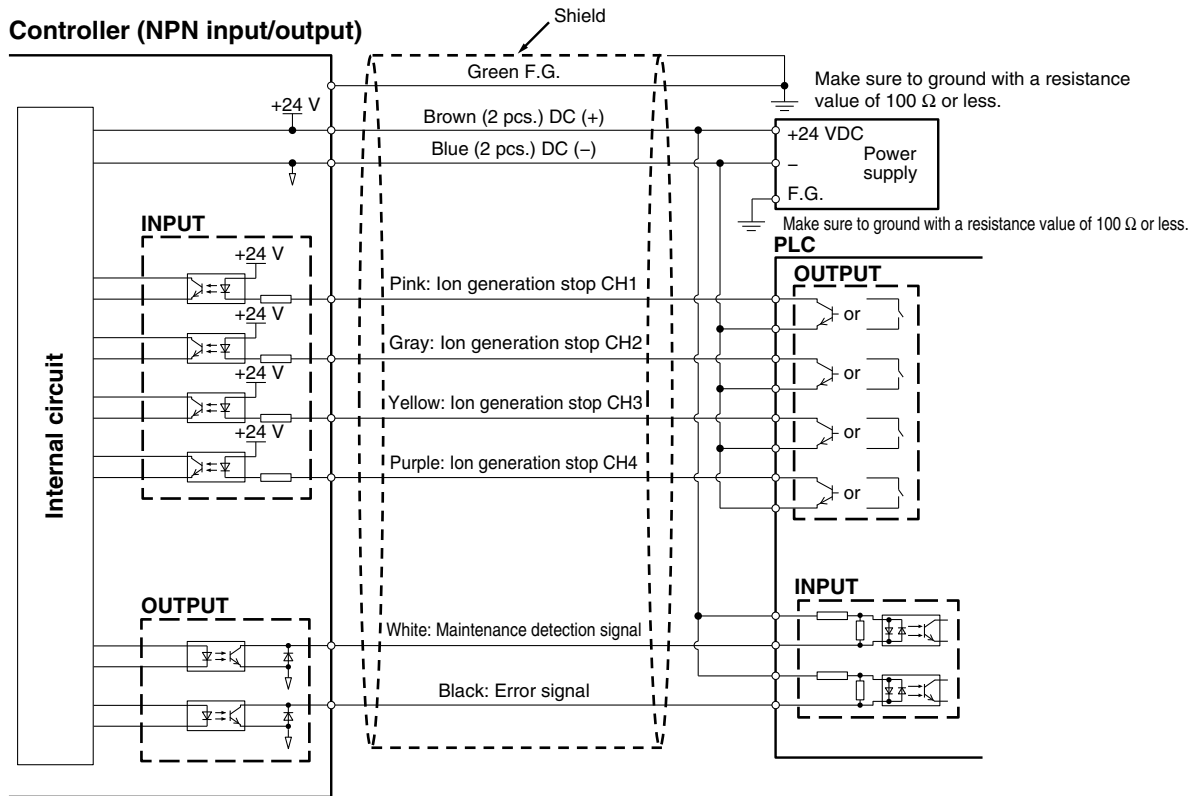 Shield
Controller (NPN input/output)
Green F.G.
Make sure to ground with a resistance
value of 100 Ω or less.
+24 V
Brown (2 pcs.) DC (+)
+24 VDC
Blue (2 pcs.) DC (−)
−
Power
supply
F.G.
Make sure to ground with a resistance value of 100 Ω or less.
INPUT
PLC
+24 V
OUTPUT
Pink: Ion generation stop CH1
or
+24 V
Gray: Ion generation stop CH2
or
+24 V
Yellow: Ion generation stop CH3
or
+24 V
Purple: Ion generation stop CH4
or
Internal circuit
INPUT
OUTPUT
White: Maintenance detection signal
Black: Error signal